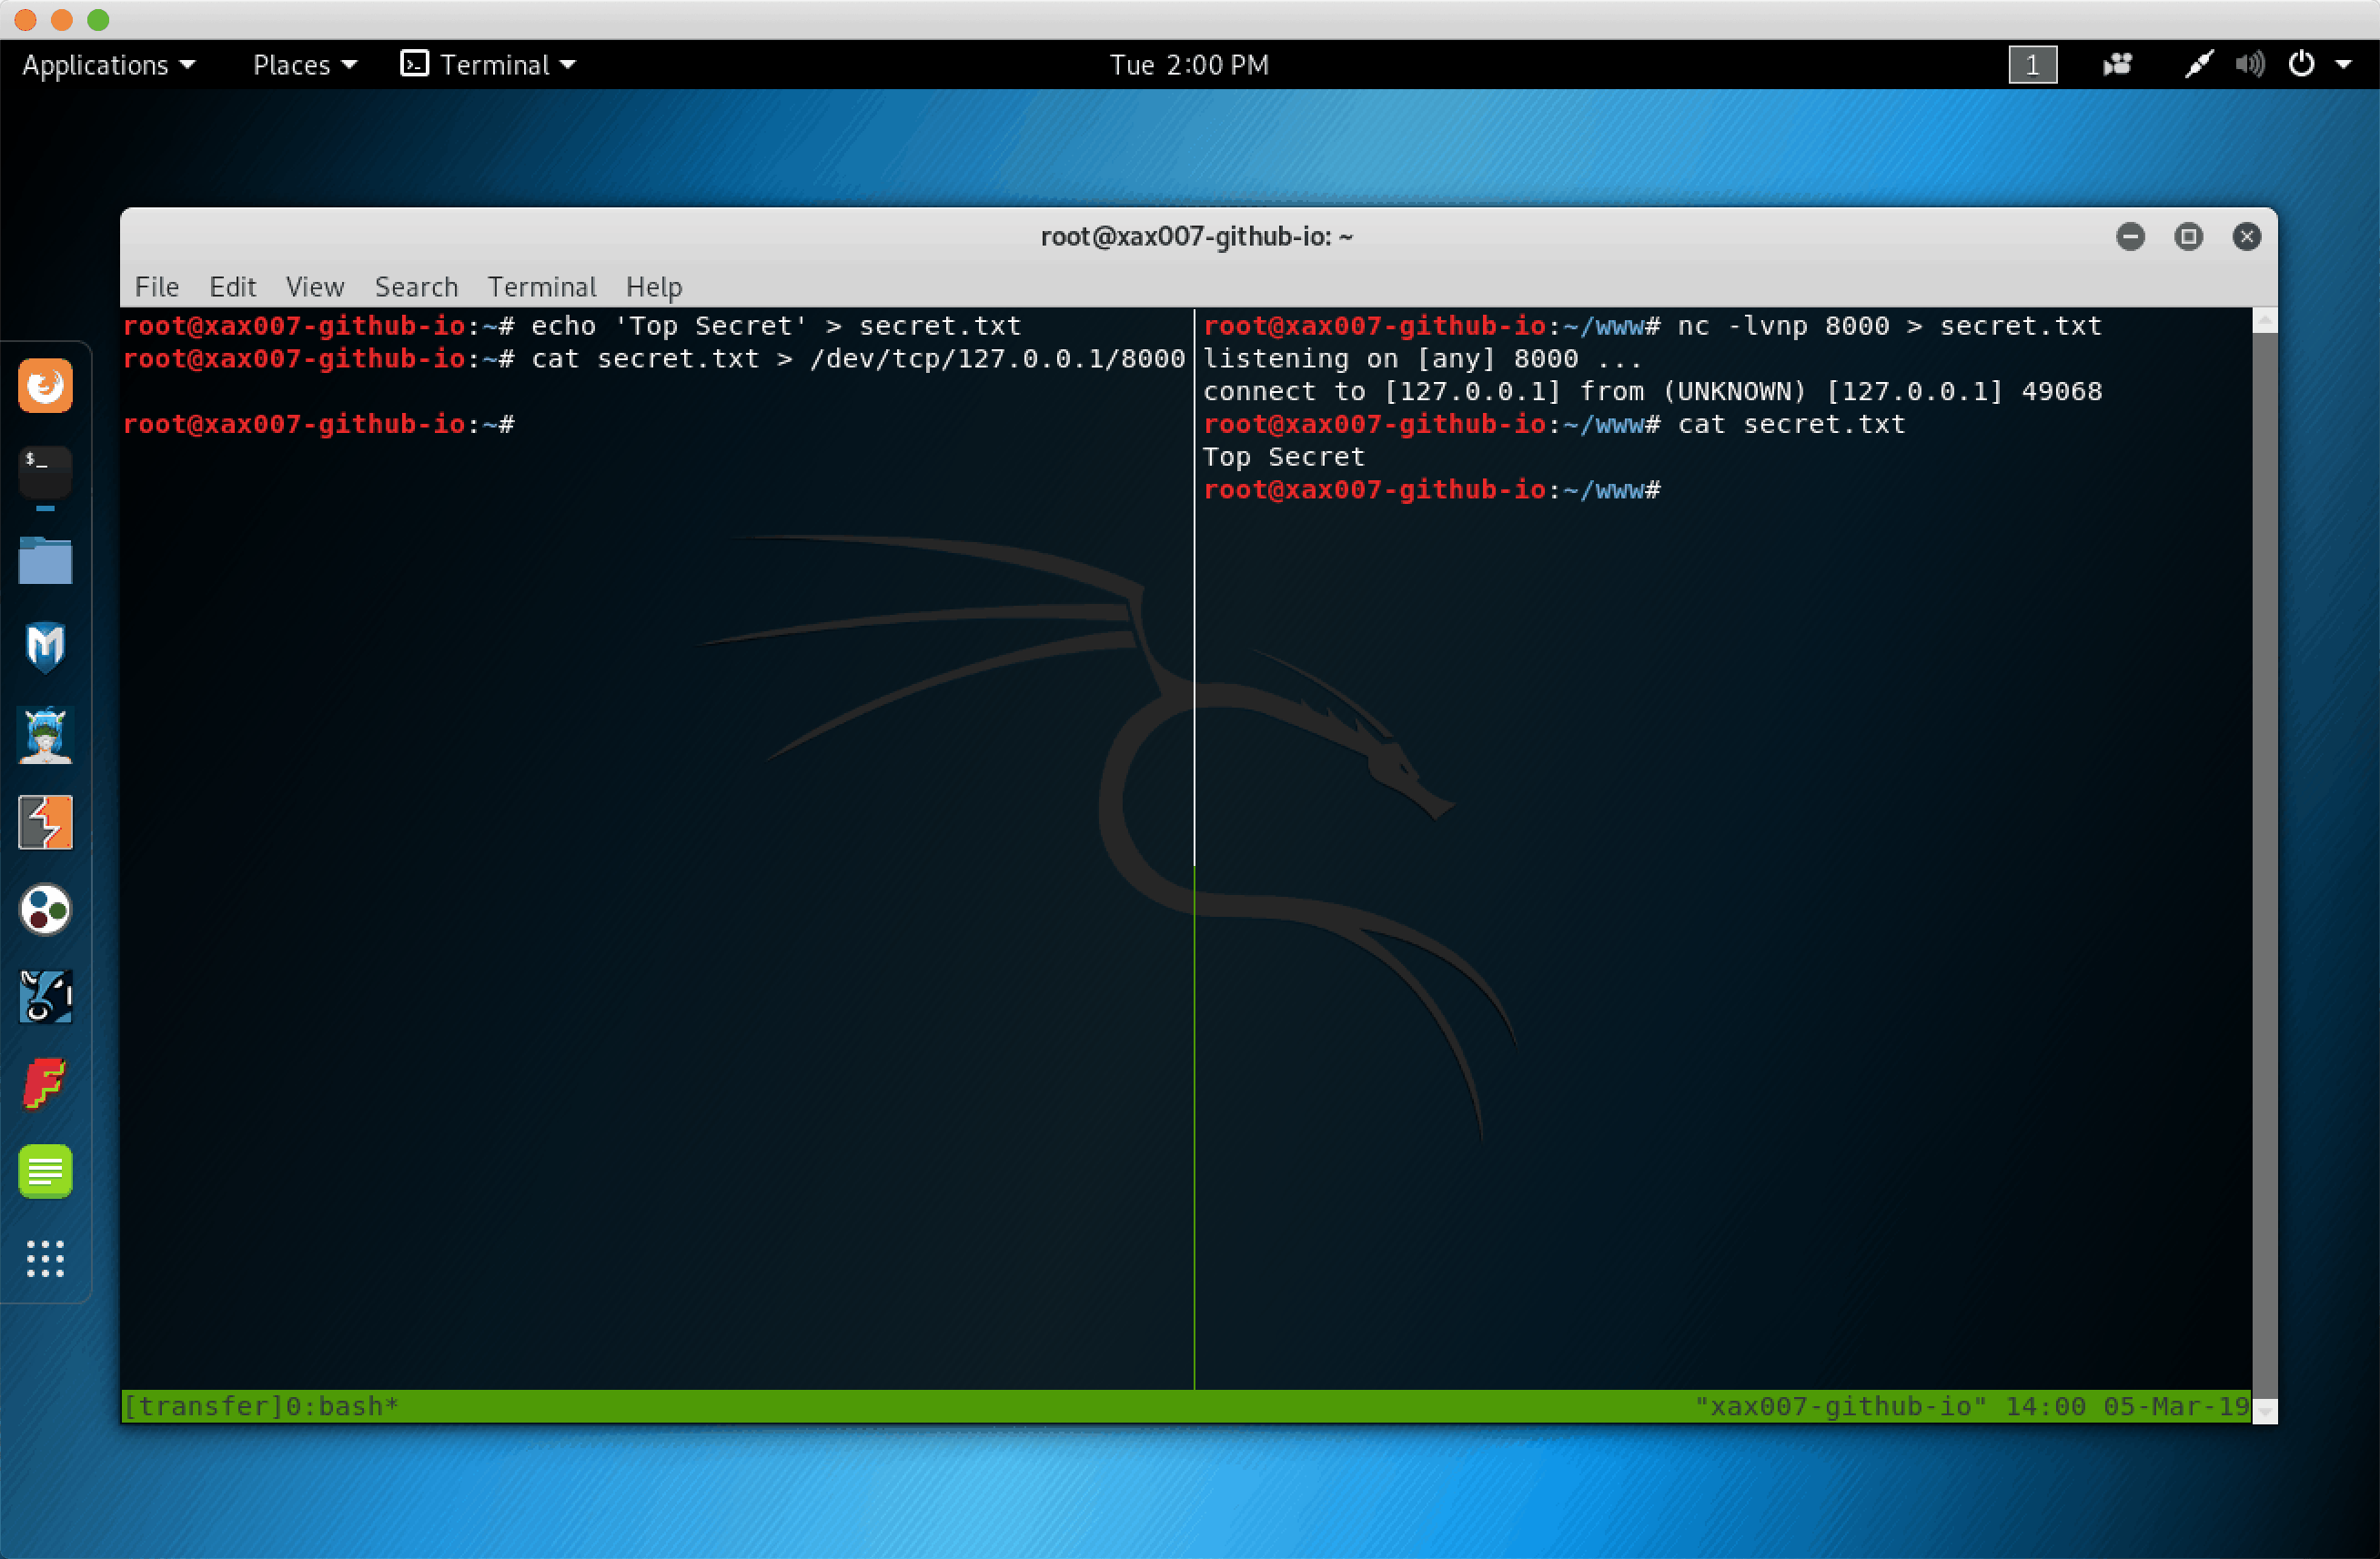 Applications Places Terminal Tue 2:00 PM 1
root@xax007-github-io: ~
File Edit View Search Terminal Help
root@xax007-github-io:~# echo 'Top Secret' > secret.txt
root@xax007-github-io:~# cat secret.txt > /dev/tcp/127.0.0.1/8000
root@xax007-github-io:~#
root@xax007-github-io:~/www# nc -lvnp 8000 > secret.txt
listening on [any] 8000 ...
connect to [127.0.0.1] from (UNKNOWN) [127.0.0.1] 49068
root@xax007-github-io:~/www# cat secret.txt
Top Secret
root@xax007-github-io:~/www#
$_
[transfer]0:bash* "xax007-github-io" 14:00 05-Mar-19